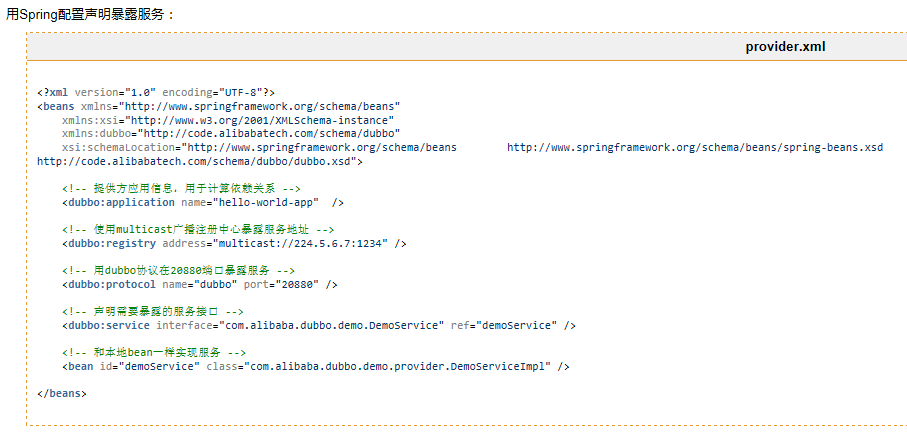 用Spring配置声明暴露服务：
provider.xml
<?xml version="1.0" encoding="UTF-8"?>
<beans xmlns="http://www.springframework.org/schema/beans"
    xmlns:xsi="http://www.w3.org/2001/XMLSchema-instance"
    xmlns:dubbo="http://code.alibabatech.com/schema/dubbo"
    xsi:schemaLocation="http://www.springframework.org/schema/beans        http://www.springframework.org/schema/beans/spring-beans.xsd
http://code.alibabatech.com/schema/dubbo/dubbo.xsd">
    <!-- 提供方应用信息，用于计算依赖关系 -->
    <dubbo:application name="hello-world-app"  />
    <!-- 使用multicast广播注册中心暴露服务地址 -->
    <dubbo:registry address="multicast://224.5.6.7:1234" />
    <!-- 用dubbo协议在20880端口暴露服务 -->
    <dubbo:protocol name="dubbo" port="20880" />
    <!-- 声明需要暴露的服务接口 -->
    <dubbo:service interface="com.alibaba.dubbo.demo.DemoService" ref="demoService" />
    <!-- 和本地bean一样实现服务 -->
    <bean id="demoService" class="com.alibaba.dubbo.demo.provider.DemoServiceImpl" />
</beans>